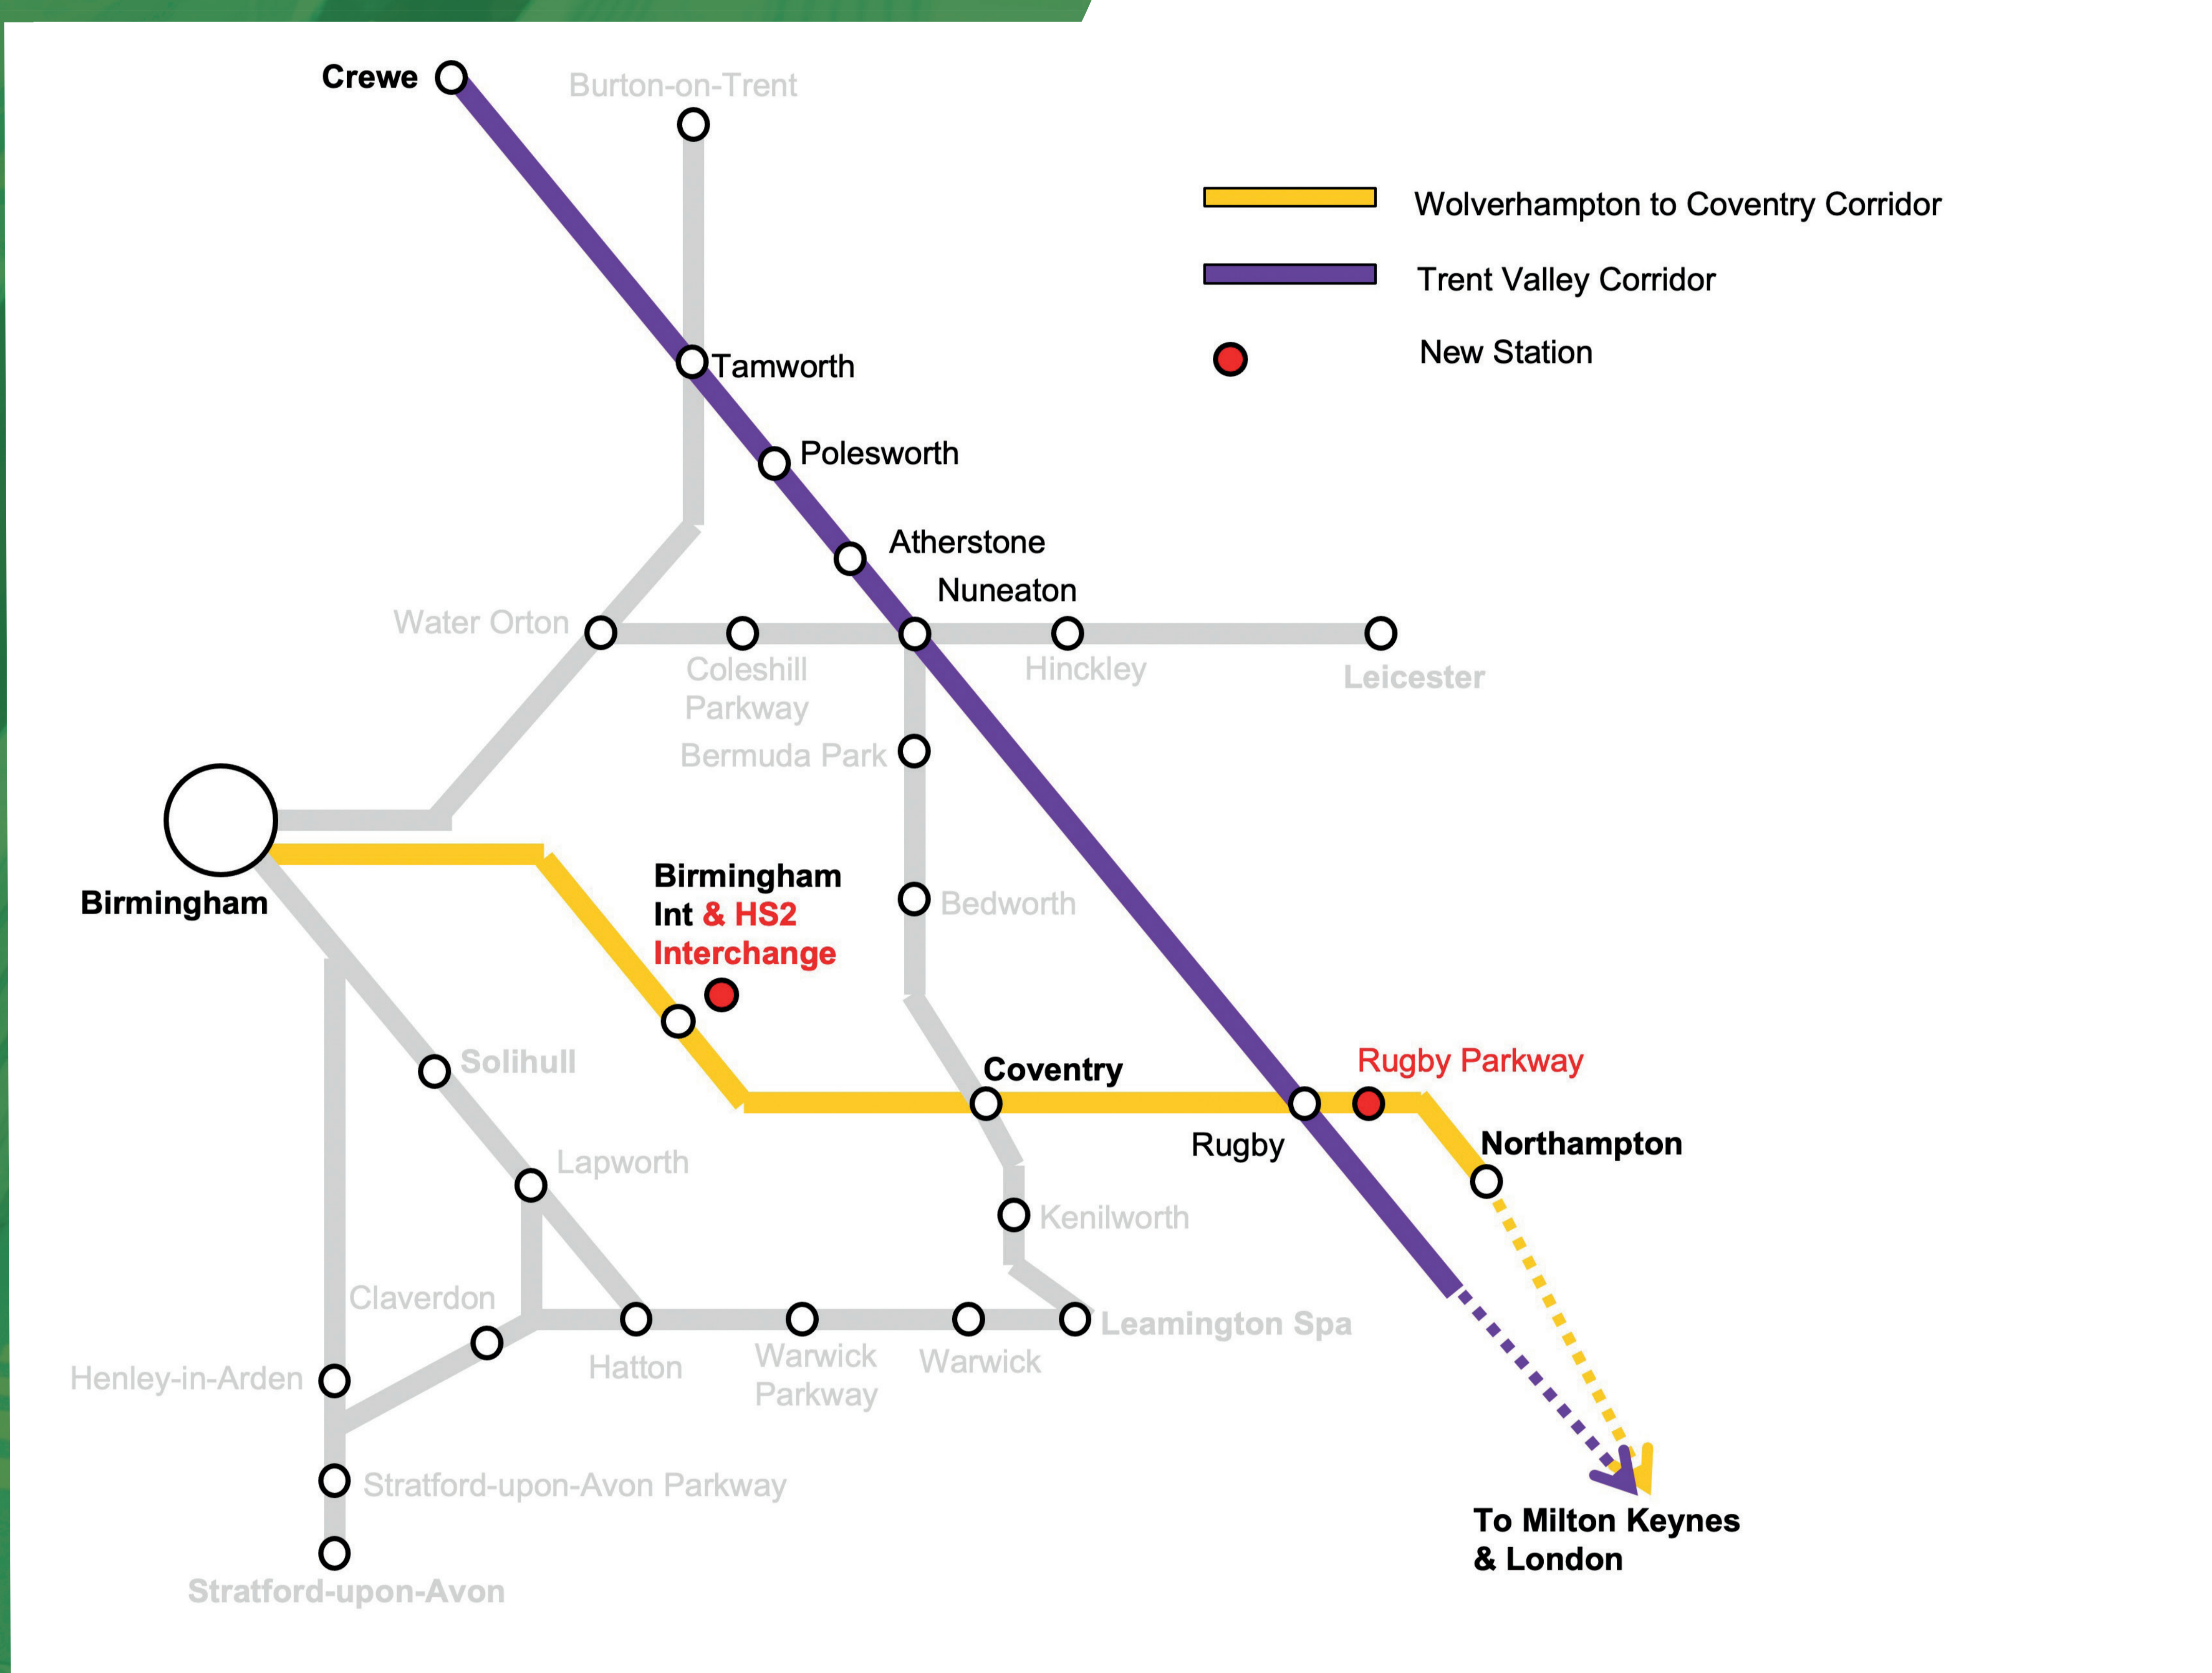 Crewe
Burton-on-Trent
Wolverhampton to Coventry Corridor
Trent Valley Corridor
New Station
Tamworth
Polesworth
Atherstone
Nuneaton
Water Orton
Coleshill
Parkway
Hinckley
Leicester
Bermuda Park
Birmingham
Birmingham
Int & HS2
Interchange
Bedworth
Solihull
Coventry
Rugby Parkway
Rugby
Northampton
Lapworth
Kenilworth
Claverdon
Leamington Spa
Hatton
Warwick
Parkway
Warwick
Henley-in-Arden
Stratford-upon-Avon Parkway
To Milton Keynes
& London
Stratford-upon-Avon